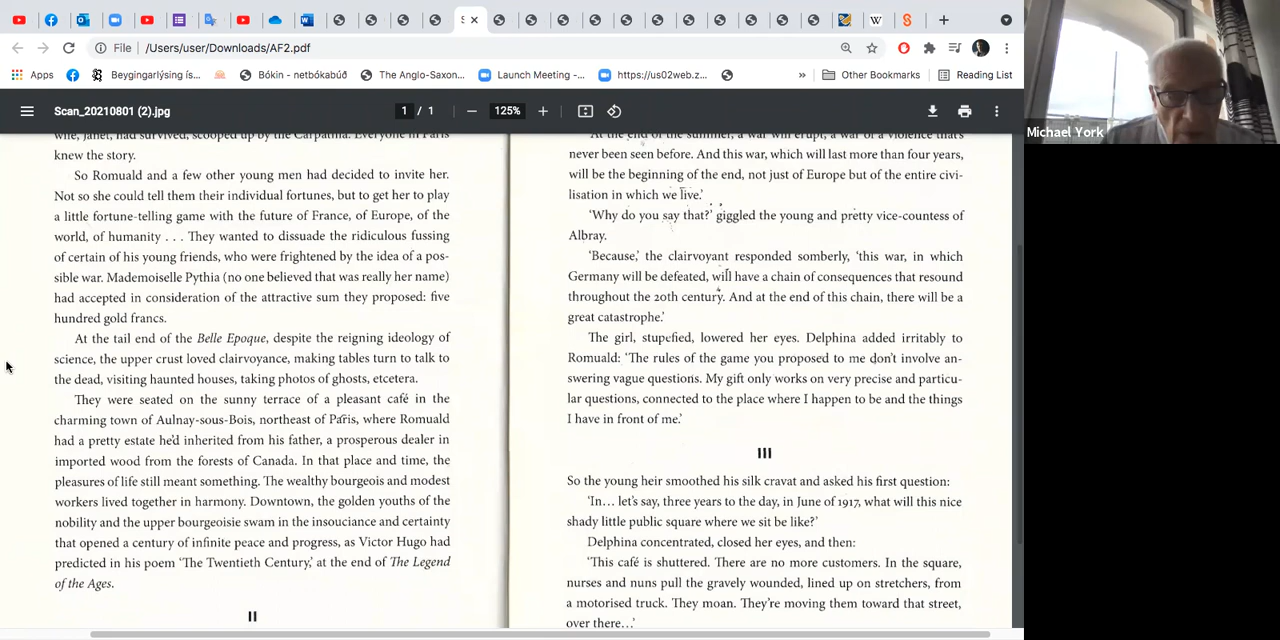 File
/Users/user/Downloads/AF2.pdf
Apps
Beygingarlýsing ís...
Bókin - netbókabúð
The Anglo-Saxon...
Launch Meeting -...
https://us02web.z...
»
Other Bookmarks
Reading List
Scan_20210801 (2).jpg
1 / 1
125%
Michael York
wife, Janet, had survived, scooped up by the Carpathia. Everyone in Paris
knew the story.
So Romuald and a few other young men had decided to invite her.
Not so she could tell them their individual fortunes, but to get her to play
a little fortune-telling game with the future of France, of Europe, of the
world, of humanity . . . They wanted to dissuade the ridiculous fussing
of certain of his young friends, who were frightened by the idea of a pos-
sible war. Mademoiselle Pythia (no one believed that was really her name)
had accepted in consideration of the attractive sum they proposed: five
hundred gold francs.
At the tail end of the Belle Epoque, despite the reigning ideology of
science, the upper crust loved clairvoyance, making tables turn to talk to
the dead, visiting haunted houses, taking photos of ghosts, etcetera.
They were seated on the sunny terrace of a pleasant café in the
charming town of Aulnay-sous-Bois, northeast of Paris, where Romuald
had a pretty estate he'd inherited from his father, a prosperous dealer in
imported wood from the forests of Canada. In that place and time, the
pleasures of life still meant something. The wealthy bourgeois and modest
workers lived together in harmony. Downtown, the golden youths of the
nobility and the upper bourgeoisie swam in the insouciance and certainty
that opened a century of infinite peace and progress, as Victor Hugo had
predicted in his poem 'The Twentieth Century,' at the end of The Legend
of the Ages.
II
At the end of the summer, a war will erupt, a war of a violence that's
never been seen before. And this war, which will last more than four years,
will be the beginning of the end, not just of Europe but of the entire civi-
lisation in which we live.'
'Why do you say that?' giggled the young and pretty vice-countess of
Albray.
'Because,' the clairvoyant responded somberly, 'this war, in which
Germany will be defeated, will have a chain of consequences that resound
throughout the 20th century. And at the end of this chain, there will be a
great catastrophe.'
The girl, stupefied, lowered her eyes. Delphina added irritably to
Romuald: 'The rules of the game you proposed to me don't involve an-
swering vague questions. My gift only works on very precise and particu-
lar questions, connected to the place where I happen to be and the things
I have in front of me.'
III
So the young heir smoothed his silk cravat and asked his first question:
'In... let's say, three years to the day, in June of 1917, what will this nice
shady little public square where we sit be like?'
Delphina concentrated, closed her eyes, and then:
'This café is shuttered. There are no more customers. In the square,
nurses and nuns pull the gravely wounded, lined up on stretchers, from
a motorised truck. They moan. They're moving them toward that street,
over there...'